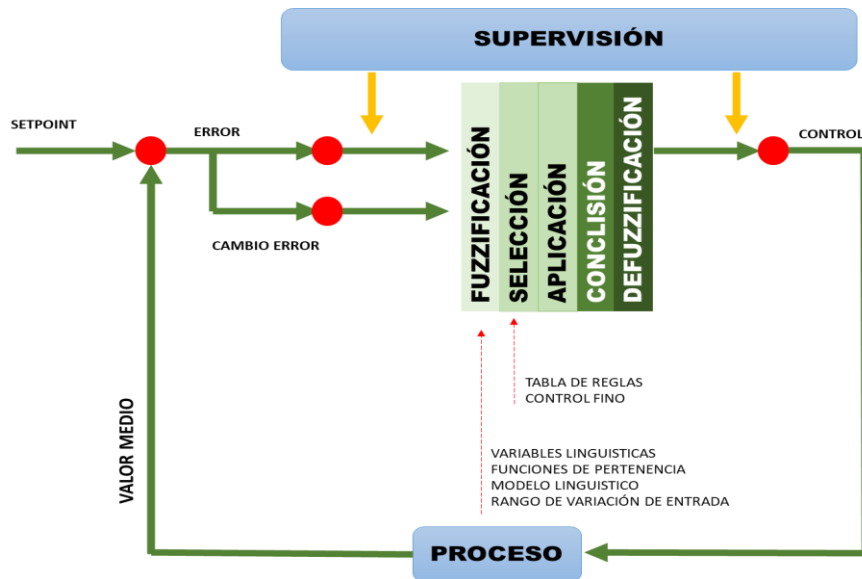 SUPERVISIÓN
SETPOINT
ERROR
CONTROL
CAMBIO ERROR
FUZZIFICACIÓN
SELECCIÓN
APLICACIÓN
CONCLISIÓN
DEFUZZIFICACIÓN
TABLA DE REGLAS
CONTROL FINO
VALOR MEDIO
VARIABLES LINGUISTICAS
FUNCIONES DE PERTENENCIA
MODELO LINGUISTICO
RANGO DE VARIACIÓN DE ENTRADA
PROCESO